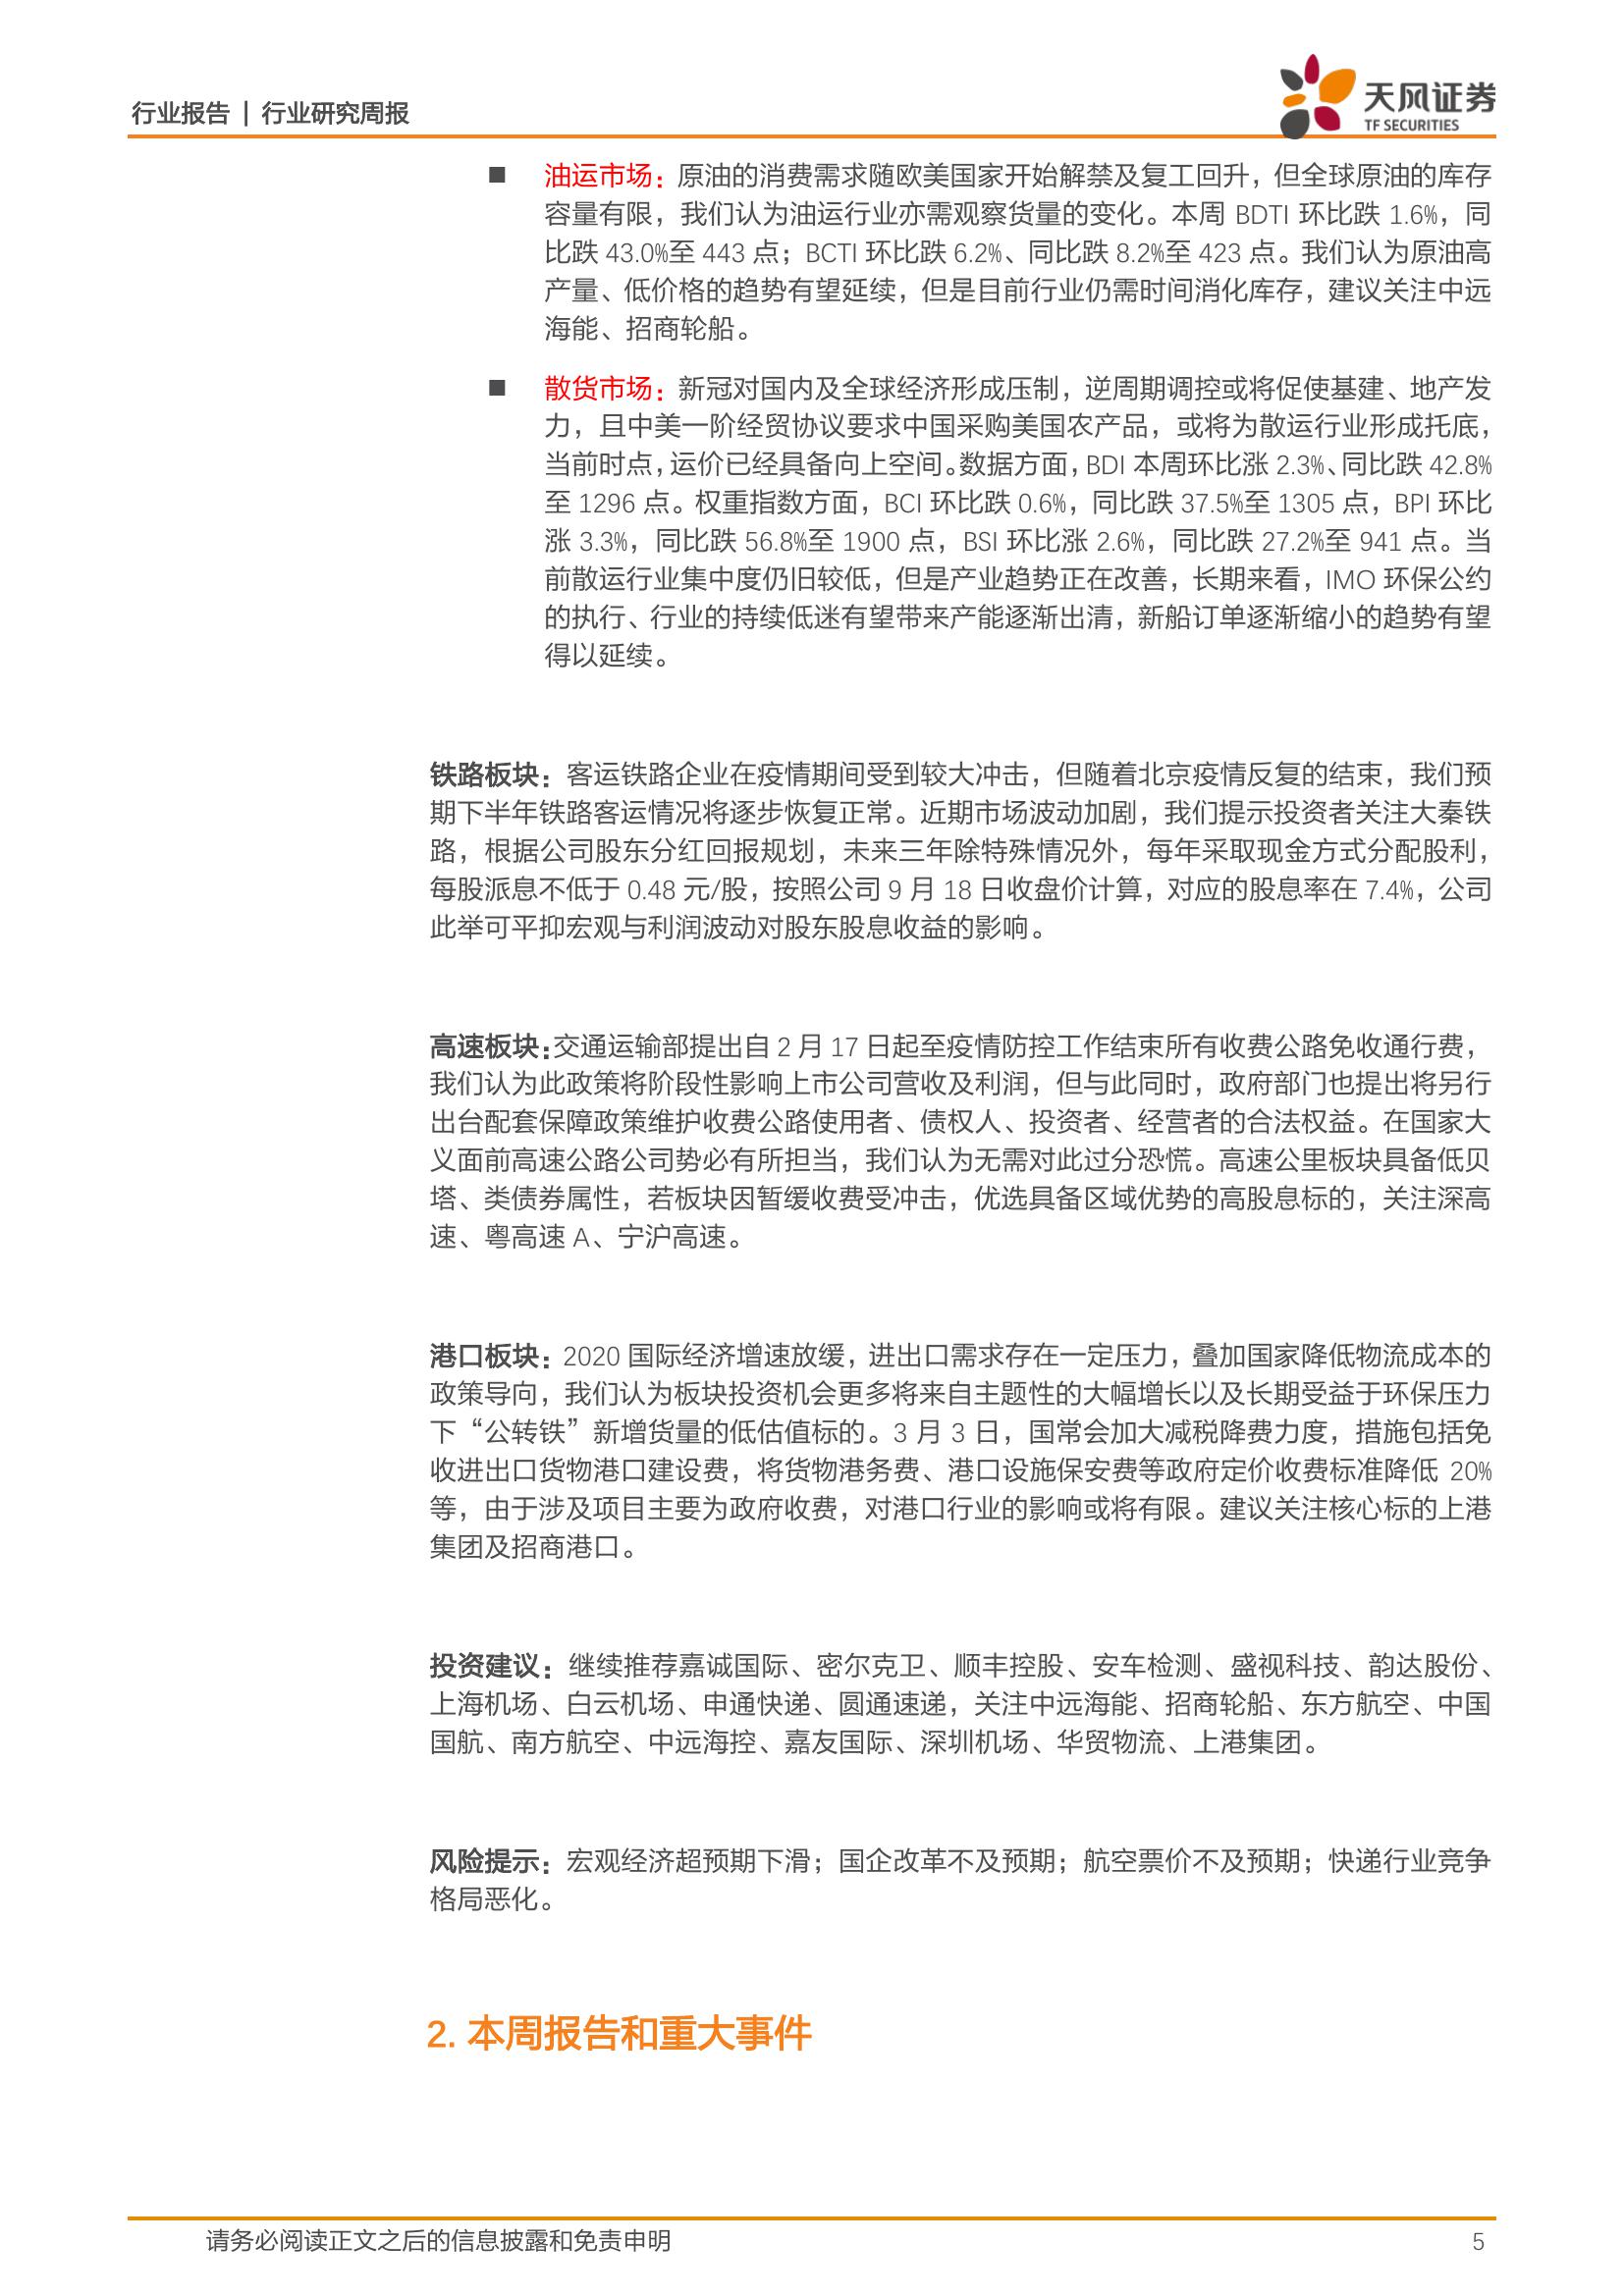 行业报告 | 行业研究周报
天风证券
TF SECURITIES
■ 油运市场：原油的消费需求随欧美国家开始解禁及复工回升，但全球原油的库存
容量有限，我们认为油运行业亦需观察货量的变化。本周 BDTI 环比跌 1.6%，同
比跌 43.0%至 443 点；BCTI 环比跌 6.2%、同比跌 8.2%至 423 点。我们认为原油高
产量、低价格的趋势有望延续，但是目前行业仍需时间消化库存，建议关注中远
海能、招商轮船。
■ 散货市场：新冠对国内及全球经济形成压制，逆周期调控或将促使基建、地产发
力，且中美一阶经贸协议要求中国采购美国农产品，或将为散运行业形成托底，
当前时点，运价已经具备向上空间。数据方面，BDI 本周环比涨 2.3%、同比跌 42.8%
至 1296 点。权重指数方面，BCI 环比跌 0.6%，同比跌 37.5%至 1305 点，BPI 环比
涨 3.3%，同比跌 56.8%至 1900 点，BSI 环比涨 2.6%，同比跌 27.2%至 941 点。当
前散运行业集中度仍旧较低，但是产业趋势正在改善，长期来看，IMO 环保公约
的执行、行业的持续低迷有望带来产能逐渐出清，新船订单逐渐缩小的趋势有望
得以延续。
铁路板块：客运铁路企业在疫情期间受到较大冲击，但随着北京疫情反复的结束，我们预
期下半年铁路客运情况将逐步恢复正常。近期市场波动加剧，我们提示投资者关注大秦铁
路，根据公司股东分红回报规划，未来三年除特殊情况外，每年采取现金方式分配股利，
每股派息不低于 0.48 元/股，按照公司 9 月 18 日收盘价计算，对应的股息率在 7.4%，公司
此举可平抑宏观与利润波动对股东股息收益的影响。
高速板块：交通运输部提出自 2 月 17 日起至疫情防控工作结束所有收费公路免收通行费，
我们认为此政策将阶段性影响上市公司营收及利润，但与此同时，政府部门也提出将另行
出台配套保障政策维护收费公路使用者、债权人、投资者、经营者的合法权益。在国家大
义面前高速公路公司势必有所担当，我们认为无需对此过分恐慌。高速公里板块具备低贝
塔、类债券属性，若板块因暂缓收费受冲击，优选具备区域优势的高股息标的，关注深高
速、粤高速 A、宁沪高速。
港口板块：2020 国际经济增速放缓，进出口需求存在一定压力，叠加国家降低物流成本的
政策导向，我们认为板块投资机会更多将来自主题性的大幅增长以及长期受益于环保压力
下“公转铁”新增货量的低估值标的。3 月 3 日，国常会加大减税降费力度，措施包括免
收进出口货物港口建设费，将货物港务费、港口设施保安费等政府定价收费标准降低 20%
等，由于涉及项目主要为政府收费，对港口行业的影响或将有限。建议关注核心标的上港
集团及招商港口。
投资建议：继续推荐嘉诚国际、密尔克卫、顺丰控股、安车检测、盛视科技、韵达股份、
上海机场、白云机场、申通快递、圆通速递，关注中远海能、招商轮船、东方航空、中国
国航、南方航空、中远海控、嘉友国际、深圳机场、华贸物流、上港集团。
风险提示：宏观经济超预期下滑；国企改革不及预期；航空票价不及预期；快递行业竞争
格局恶化。
2. 本周报告和重大事件
请务必阅读正文之后的信息披露和免责申明 5